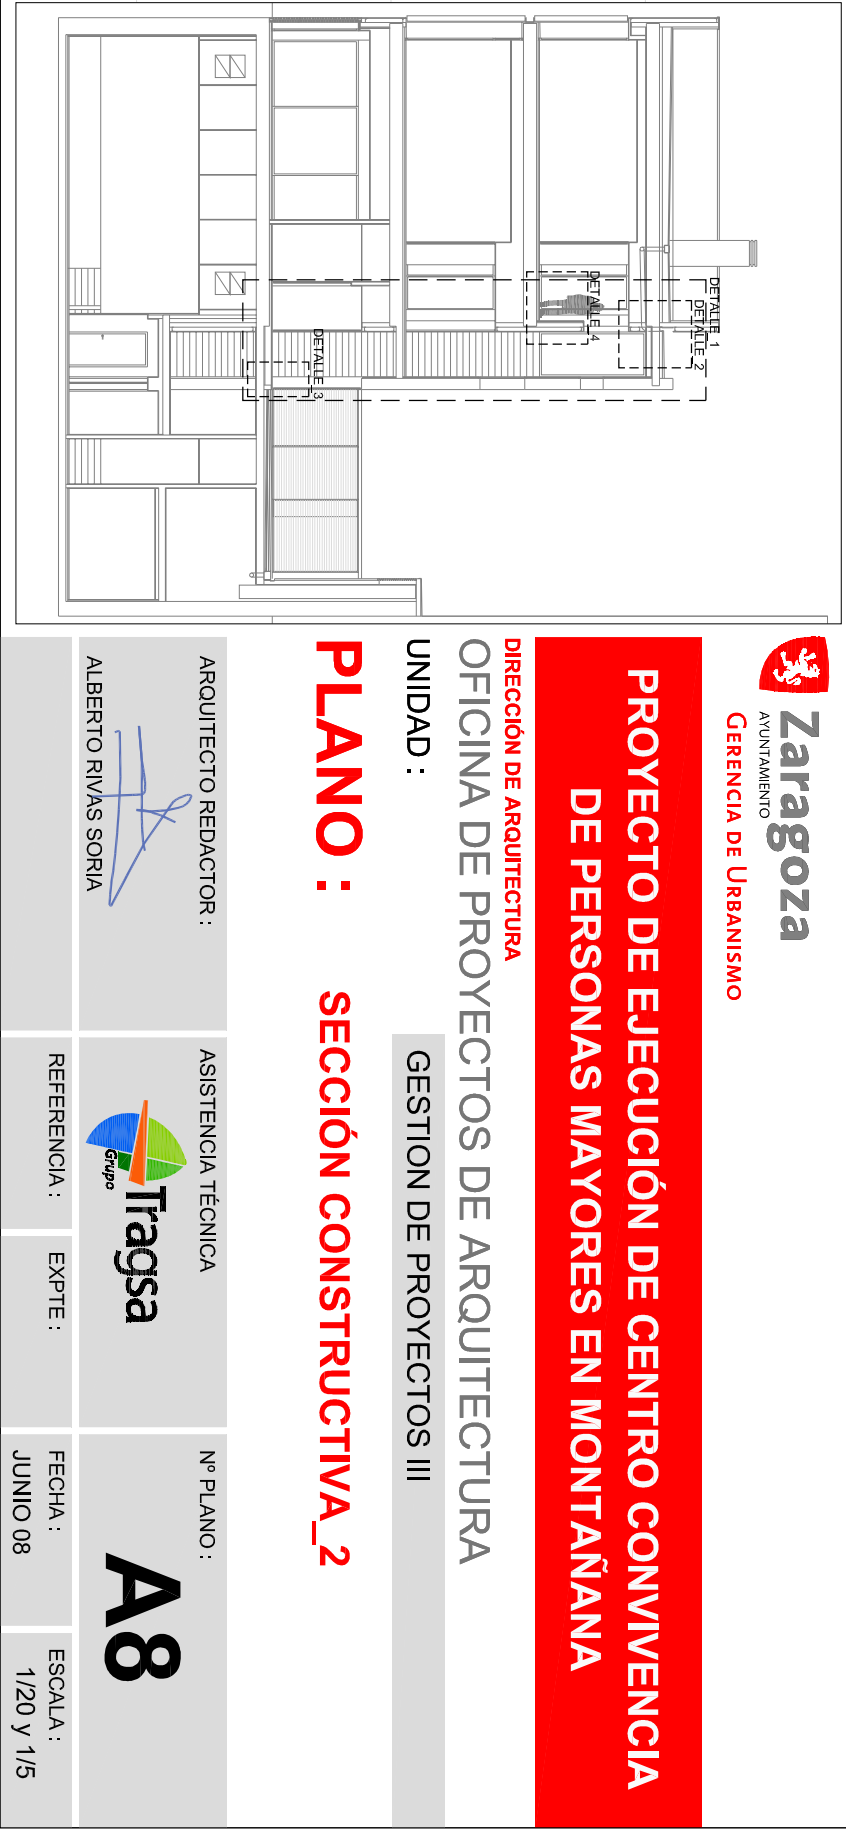 DETALLE 1
DETALLE 2
DETALLE 4
DETALLE 3
Zaragoza
AYUNTAMIENTO
GERENCIA DE URBANISMO
PROYECTO DE EJECUCIÓN DE CENTRO CONVIVENCIA
DE PERSONAS MAYORES EN MONTAÑANA
DIRECCIÓN DE ARQUITECTURA
OFICINA DE PROYECTOS DE ARQUITECTURA
UNIDAD : GESTION DE PROYECTOS III
PLANO : SECCIÓN CONSTRUCTIVA_2
ARQUITECTO REDACTOR :
ALBERTO RIVAS SORIA
ASISTENCIA TÉCNICA
Grupo
Tragsa
Nº PLANO :
A8
REFERENCIA :
EXPTE :
FECHA :
JUNIO 08
ESCALA :
1/20 y 1/5